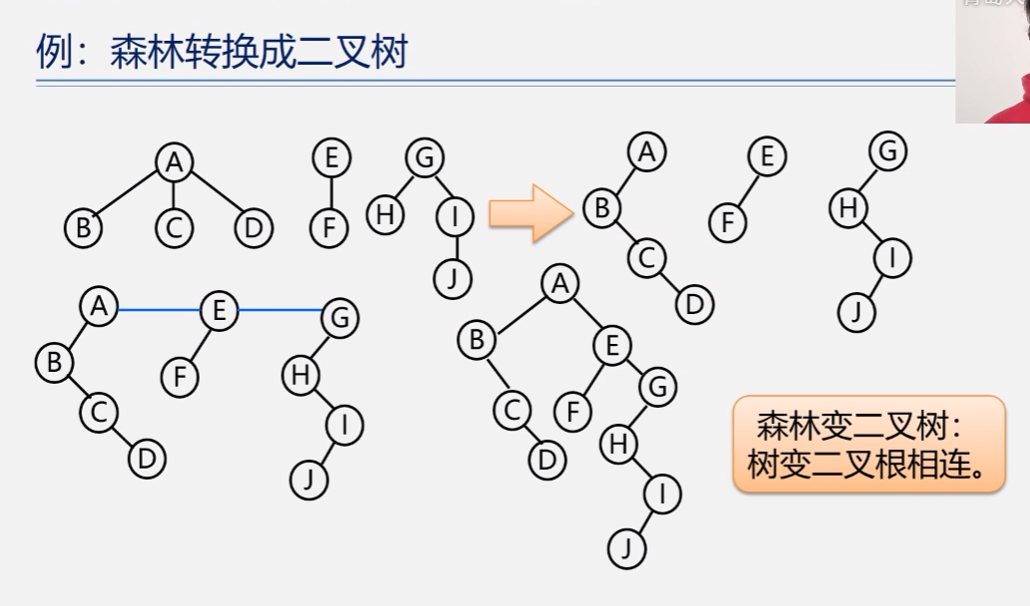 例：森林转换成二叉树
A E G A E G
B C D F H I B F H
J C I
D J
A E G A
B F H B E
C I C F G
D J D H
I
J
森林变二叉树：
树变二叉根相连。